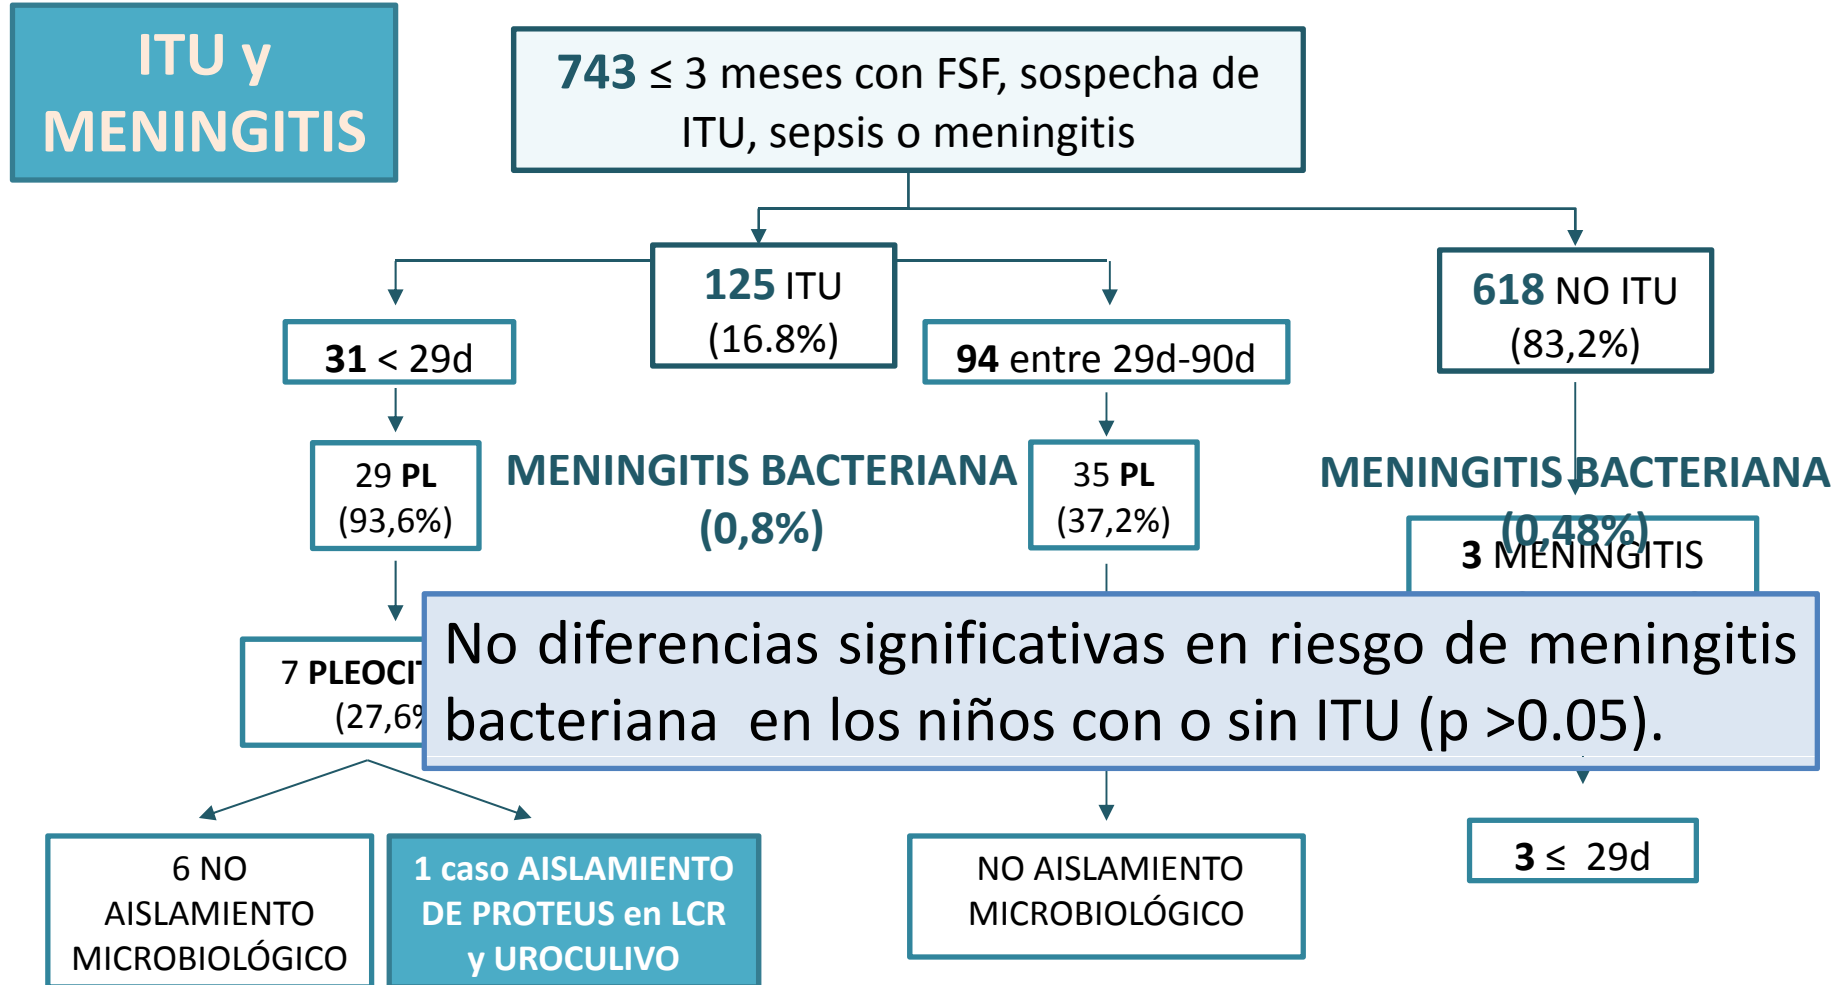 ITU y
MENINGITIS
743 ≤ 3 meses con FSF, sospecha de
ITU, sepsis o meningitis
125 ITU
(16.8%)
618 NO ITU
(83,2%)
31 < 29d
94 entre 29d-90d
29 PL
(93,6%)
MENINGITIS BACTERIANA
(0,8%)
35 PL
(37,2%)
MENINGITIS BACTERIANA
(0,48%)
3 MENINGITIS
7 PLEOCIT
(27,6%
No diferencias significativas en riesgo de meningitis
bacteriana en los niños con o sin ITU (p >0.05).
6 NO
AISLAMIENTO
MICROBIOLÓGICO
1 caso AISLAMIENTO
DE PROTEUS en LCR
y UROCULIVO
NO AISLAMIENTO
MICROBIOLÓGICO
3 ≤ 29d